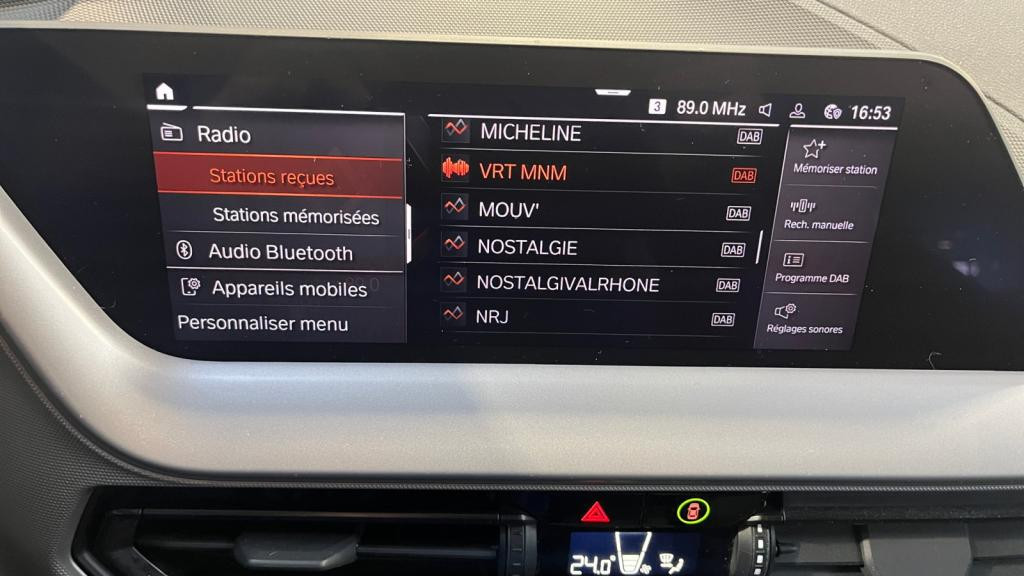 3 89.0 MHz 16:53
Radio
Stations reçues
Stations mémorisées
Audio Bluetooth
Appareils mobiles
Personnaliser menu
MICHELINE DAB
VRT MNM DAB
MOUV' DAB
NOSTALGIE DAB
NOSTALGIVALRHONE DAB
NRJ DAB
Mémoriser station
Rech. manuelle
Programme DAB
Réglages sonores
24.0°